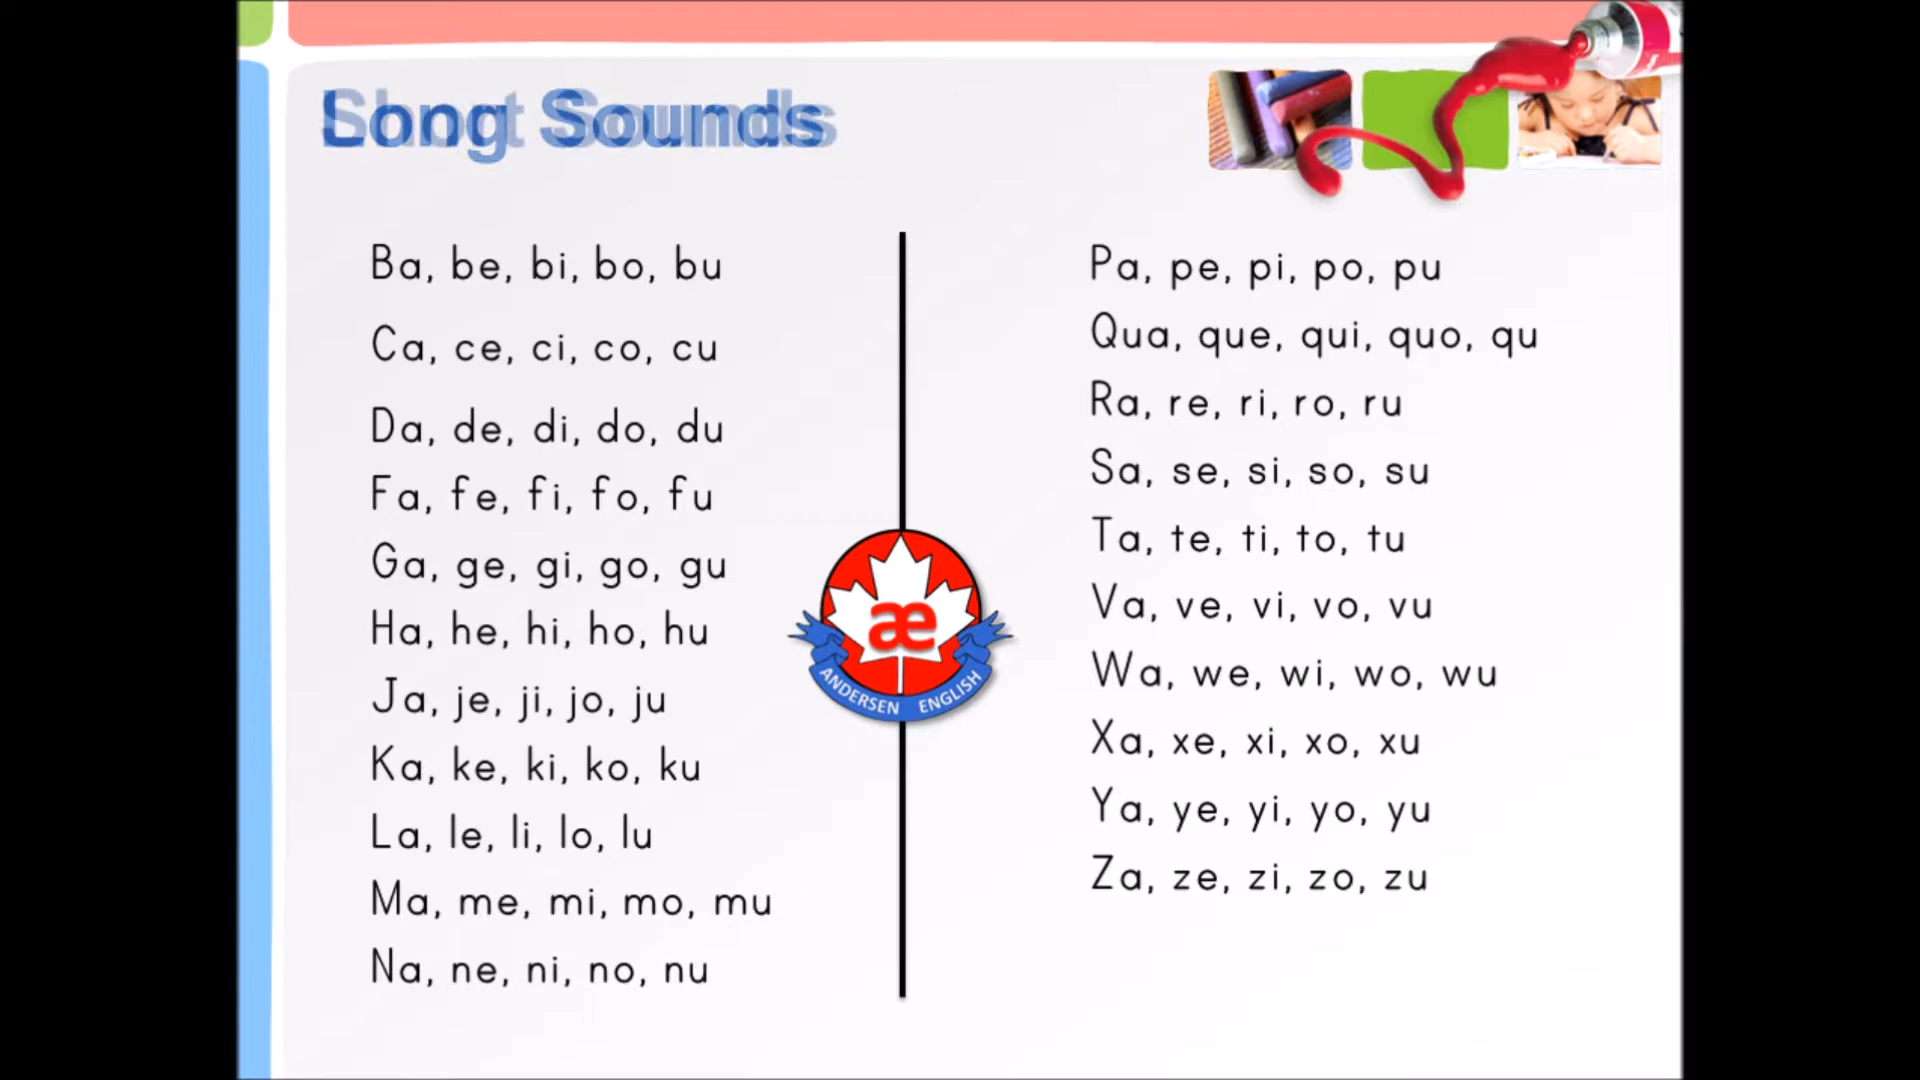 Long Sounds
Ba, be, bi, bo, bu
Ca, ce, ci, co, cu
Da, de, di, do, du
Fa, fe, fi, fo, fu
Ga, ge, gi, go, gu
Ha, he, hi, ho, hu
Ja, je, ji, jo, ju
Ka, ke, ki, ko, ku
La, le, li, lo, lu
Ma, me, mi, mo, mu
Na, ne, ni, no, nu
æ
ANDERSEN ENGLISH
Pa, pe, pi, po, pu
Qua, que, qui, quo, qu
Ra, re, ri, ro, ru
Sa, se, si, so, su
Ta, te, ti, to, tu
Va, ve, vi, vo, vu
Wa, we, wi, wo, wu
Xa, xe, xi, xo, xu
Ya, ye, yi, yo, yu
Za, ze, zi, zo, zu